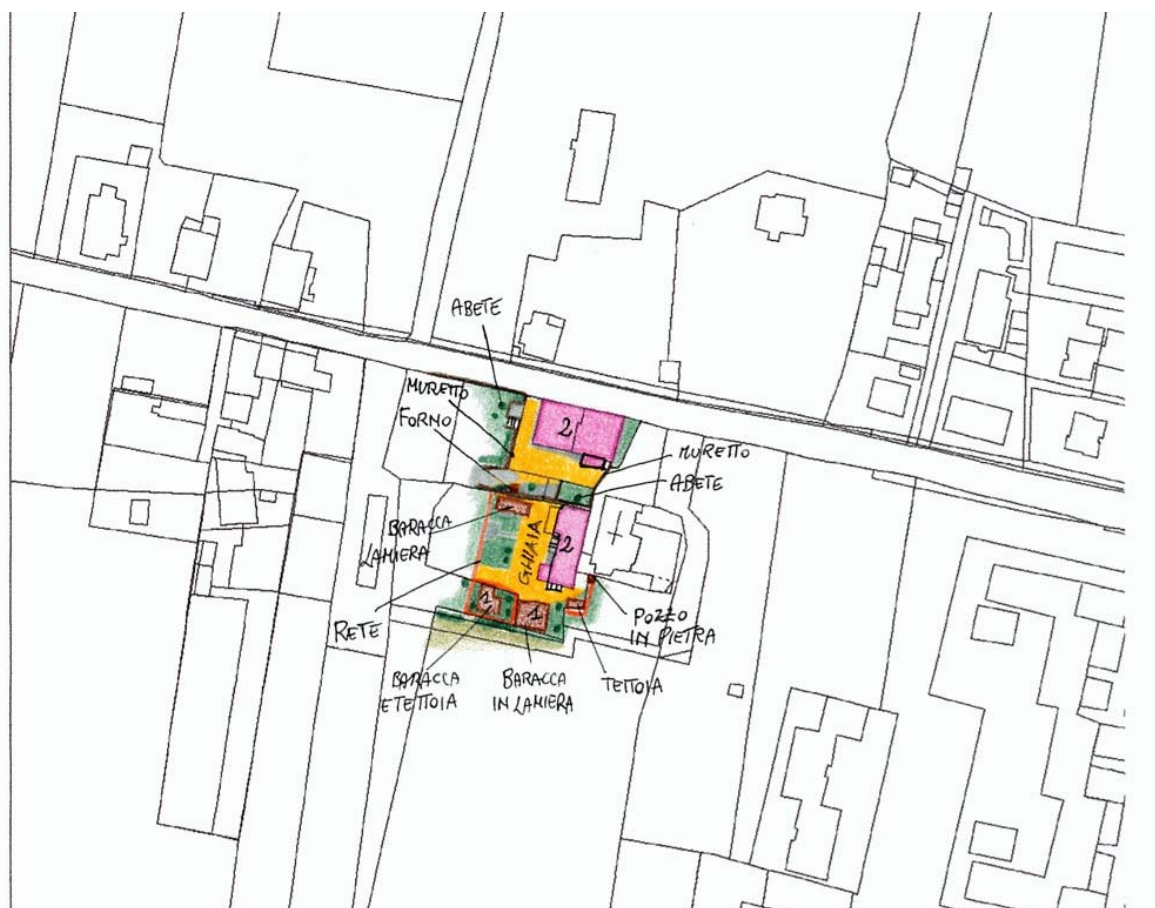 ABETE
MURETTO
FORNO
2
MURETTO
ABETE
BARACCA
LAMIERA
GHIAIA
2
RETE
1
1
POZZO
IN PIETRA
BARACCA
E TETTOIA
BARACCA
IN LAMIERA
TETTOIA